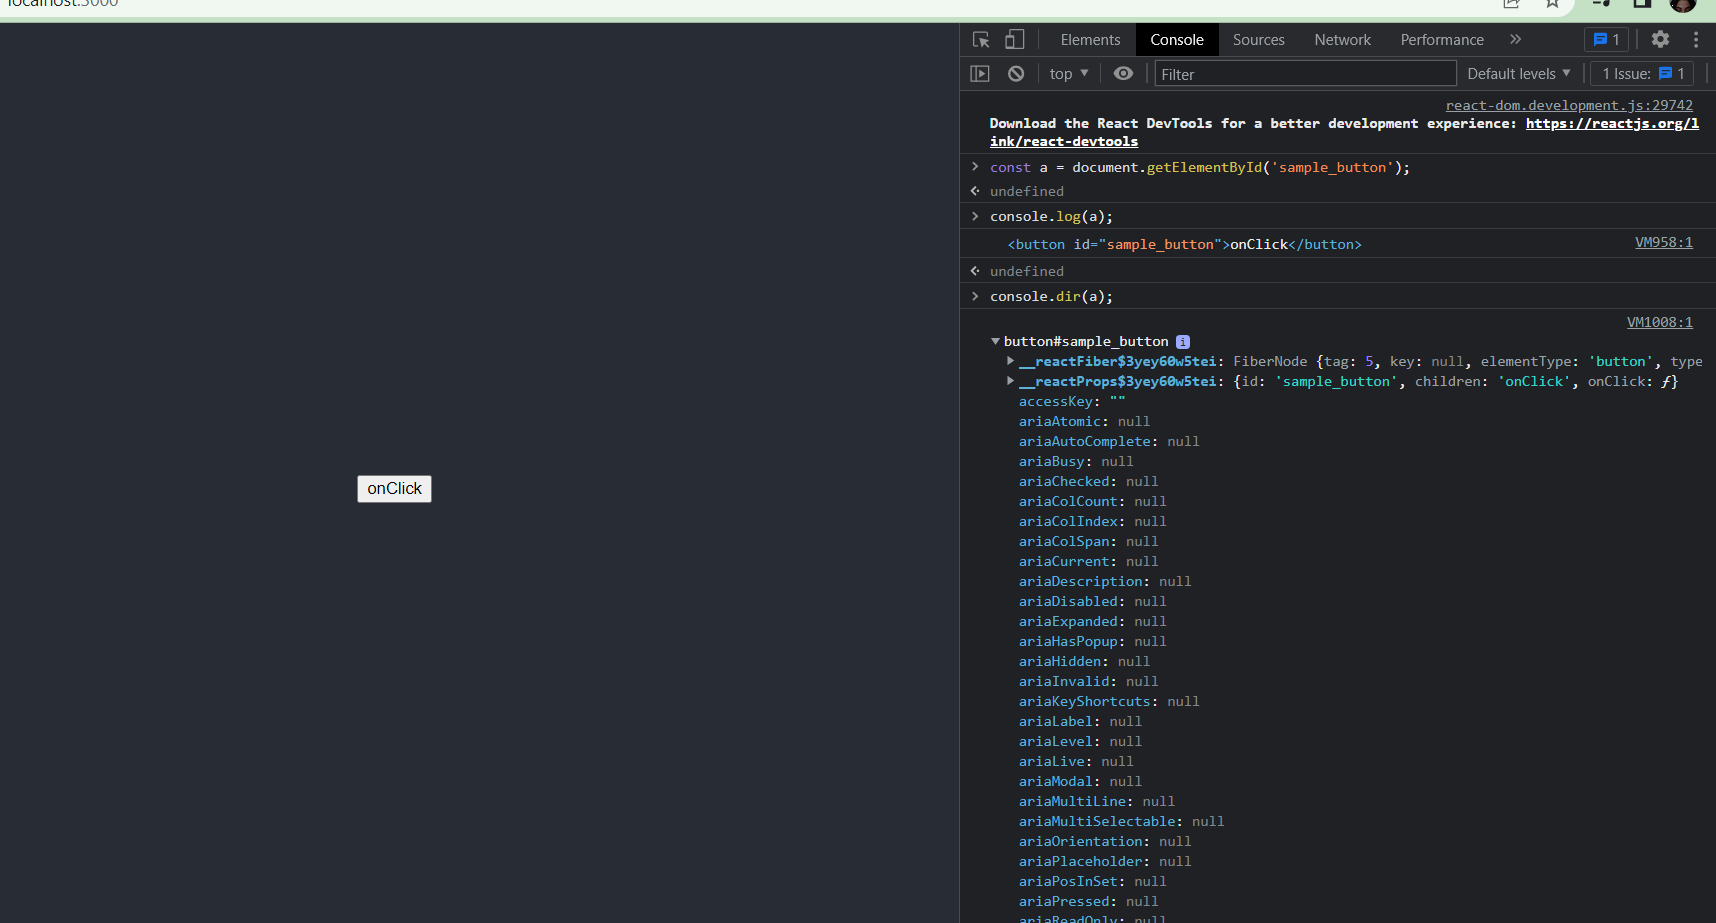 localhost:3000
Elements Console Sources Network Performance 1
top Filter Default levels 1 Issue: 1
react-dom.development.js:29742
Download the React DevTools for a better development experience: https://reactjs.org/l
ink/react-devtools
const a = document.getElementById('sample_button');
undefined
console.log(a);
<button id="sample_button">onClick</button> VM958:1
undefined
console.dir(a);
VM1008:1
button#sample_button i
__reactFiber$3yey60w5tei: FiberNode {tag: 5, key: null, elementType: 'button', type
__reactProps$3yey60w5tei: {id: 'sample_button', children: 'onClick', onClick: ƒ}
accessKey: ""
ariaAtomic: null
ariaAutoComplete: null
ariaBusy: null
ariaChecked: null
ariaColCount: null
onClick
ariaColIndex: null
ariaColSpan: null
ariaCurrent: null
ariaDescription: null
ariaDisabled: null
ariaExpanded: null
ariaHasPopup: null
ariaHidden: null
ariaInvalid: null
ariaKeyShortcuts: null
ariaLabel: null
ariaLevel: null
ariaLive: null
ariaModal: null
ariaMultiLine: null
ariaMultiSelectable: null
ariaOrientation: null
ariaPlaceholder: null
ariaPosInSet: null
ariaPressed: null
ariaReadOnly: null